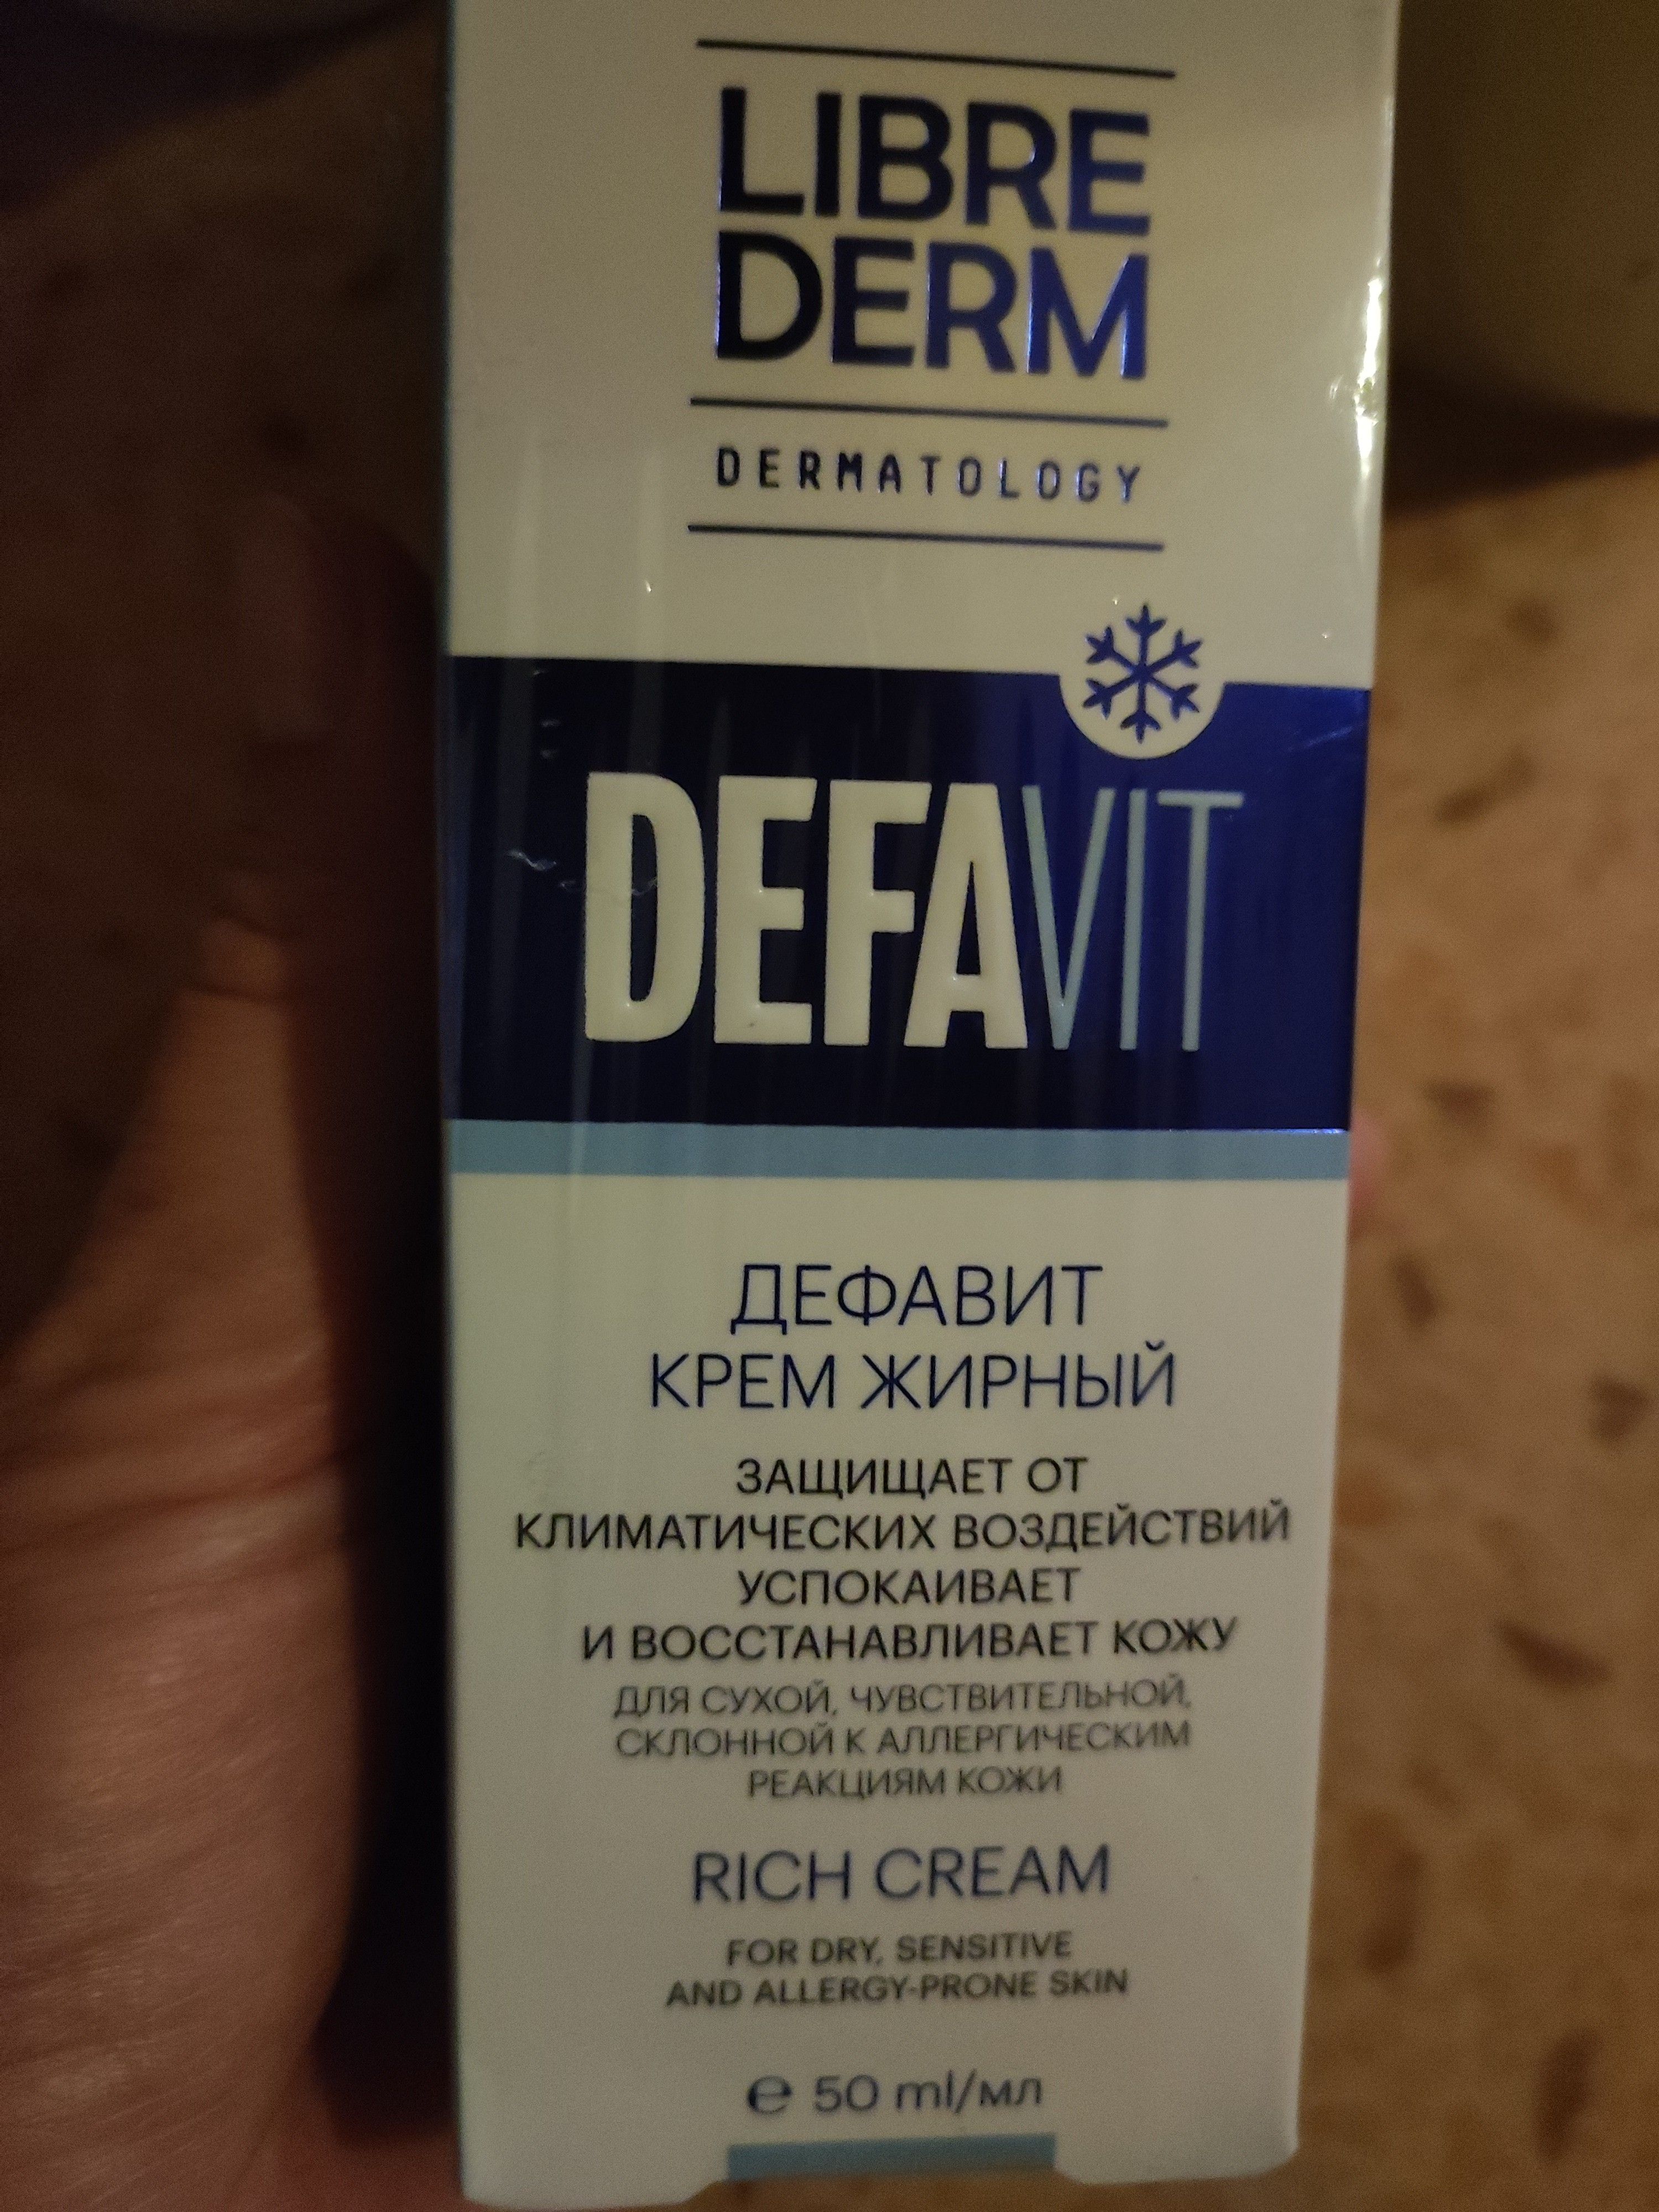 LIBRE
DERM
DERMATOLOGY
DEFAVIT
ДЕФАВИТ
КРЕМ ЖИРНЫЙ
ЗАЩИЩАЕТ ОТ
КЛИМАТИЧЕСКИХ ВОЗДЕЙСТВИЙ
УСПОКАИВАЕТ
И ВОССТАНАВЛИВАЕТ КОЖУ
ДЛЯ СУХОЙ, ЧУВСТВИТЕЛЬНОЙ,
СКЛОННОЙ К АЛЛЕРГИЧЕСКИМ
РЕАКЦИЯМ КОЖИ
RICH CREAM
FOR DRY, SENSITIVE
AND ALLERGY-PRONE SKIN
℮ 50 ml/мл